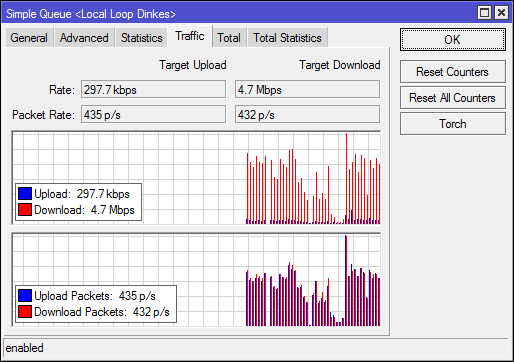 Simple Queue <Local Loop Dinkes>
General Advanced Statistics Traffic Total Total Statistics
OK
Reset Counters
Reset All Counters
Torch
Target Upload Target Download
Rate: 297.7 kbps 4.7 Mbps
Packet Rate: 435 p/s 432 p/s
Upload: 297.7 kbps
Download: 4.7 Mbps
Upload Packets: 435 p/s
Download Packets: 432 p/s
enabled